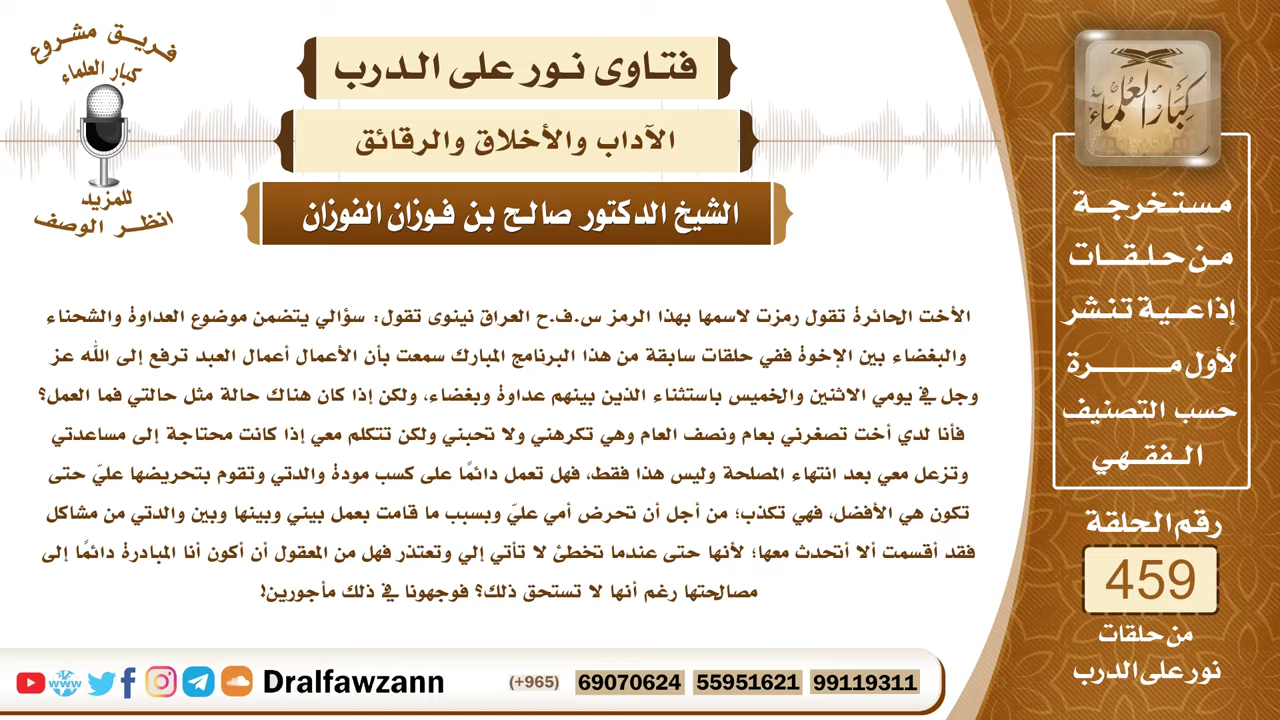 فريق مشروع
كبار العلماء
للمزيد
انظر الوصف
فتاوى نور على الدرب
الآداب والأخلاق والرقائق
الشيخ الدكتور صالح بن فوزان الفوزان
الأخت الحائرة تقول رمزت لاسمها بهذا الرمز س.ف.ح العراق نينوى تقول: سؤالي يتضمن موضوع العداوة والشحناء
والبغضاء بين الإخوة ففي حلقات سابقة من هذا البرنامج المبارك سمعت بأن الأعمال أعمال العبد ترفع إلى الله عز
وجل في يومي الاثنين والخميس باستثناء الذين بينهم عداوة وبغضاء، ولكن إذا كان هناك حالة مثل حالتي فما العمل؟
فأنا لدي أخت تصغرني بعام ونصف العام وهي تكرهني ولا تحبني ولكن تتكلم معي إذا كانت محتاجة إلى مساعدتي
وتزعل معي بعد انتهاء المصلحة وليس هذا فقط، فهل تعمل دائمًا على كسب مودة والدتي وتقوم بتحريضها عليّ حتى
تكون هي الأفضل، فهي تكذب؛ من أجل أن تحرض أمي عليّ وبسبب ما قامت بعمل بيني وبينها وبين والدتي من مشاكل
فقد أقسمت ألا أتحدث معها؛ لأنها حتى عندما تخطئ لا تأتي إلي وتعتذر فهل من المعقول أن أكون أنا المبادرة دائمًا إلى
مصالحتها رغم أنها لا تستحق ذلك؟ فوجهونا في ذلك مأجورين!
كبار العلماء
مستخرجة
من حلقات
إذاعية تنشر
لأول مرة
حسب التصنيف
الفقهي
رقم الحلقة
459
من حلقات
نور على الدرب
www
Dralfawzann
(+965) 69070624 55951621 99119311